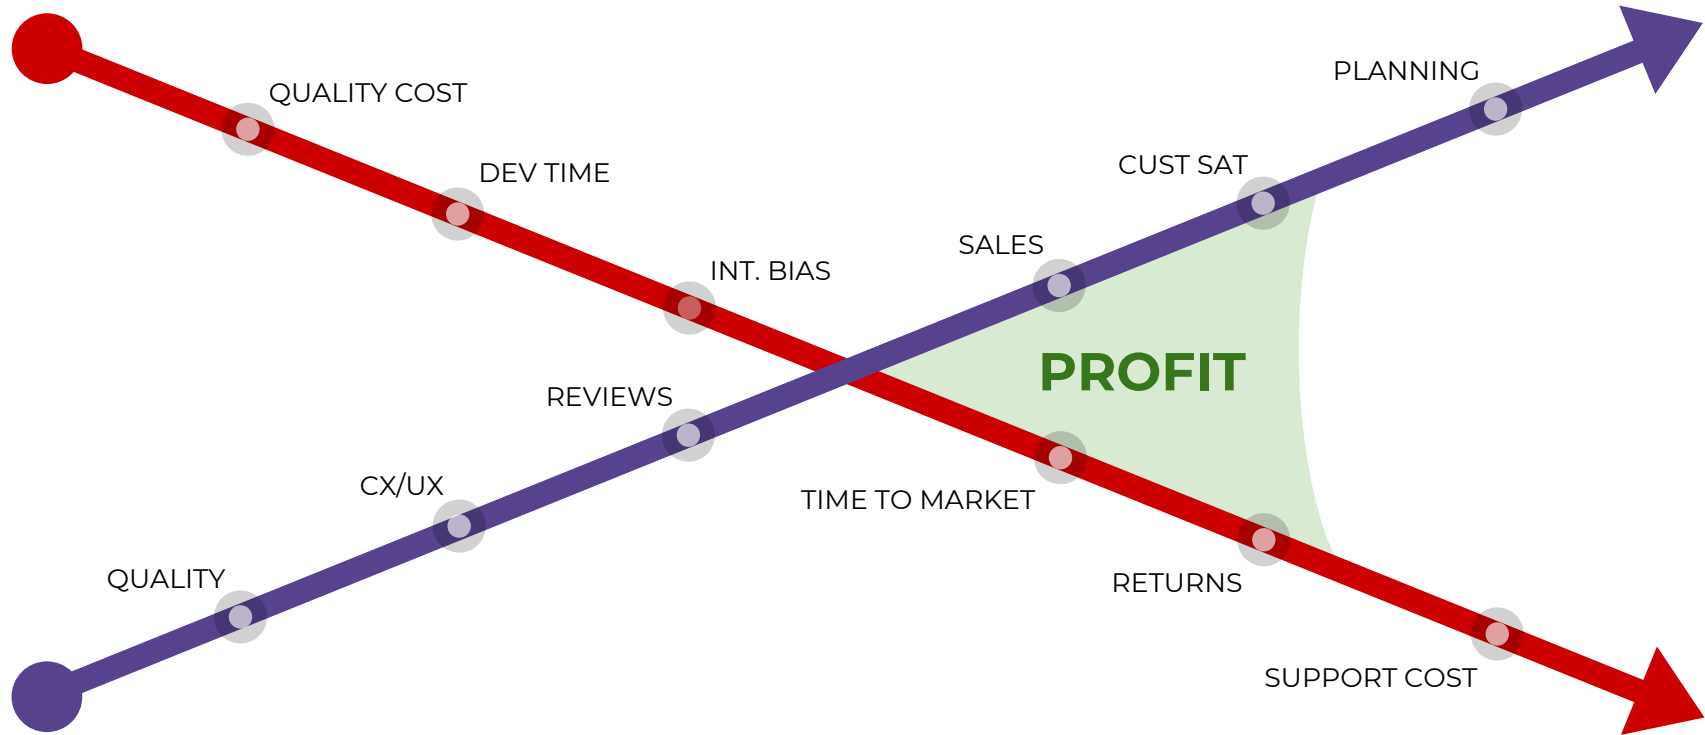 PLANNING
QUALITY COST
CUST SAT
DEV TIME
SALES
INT. BIAS
PROFIT
REVIEWS
CX/UX
TIME TO MARKET
QUALITY
RETURNS
SUPPORT COST